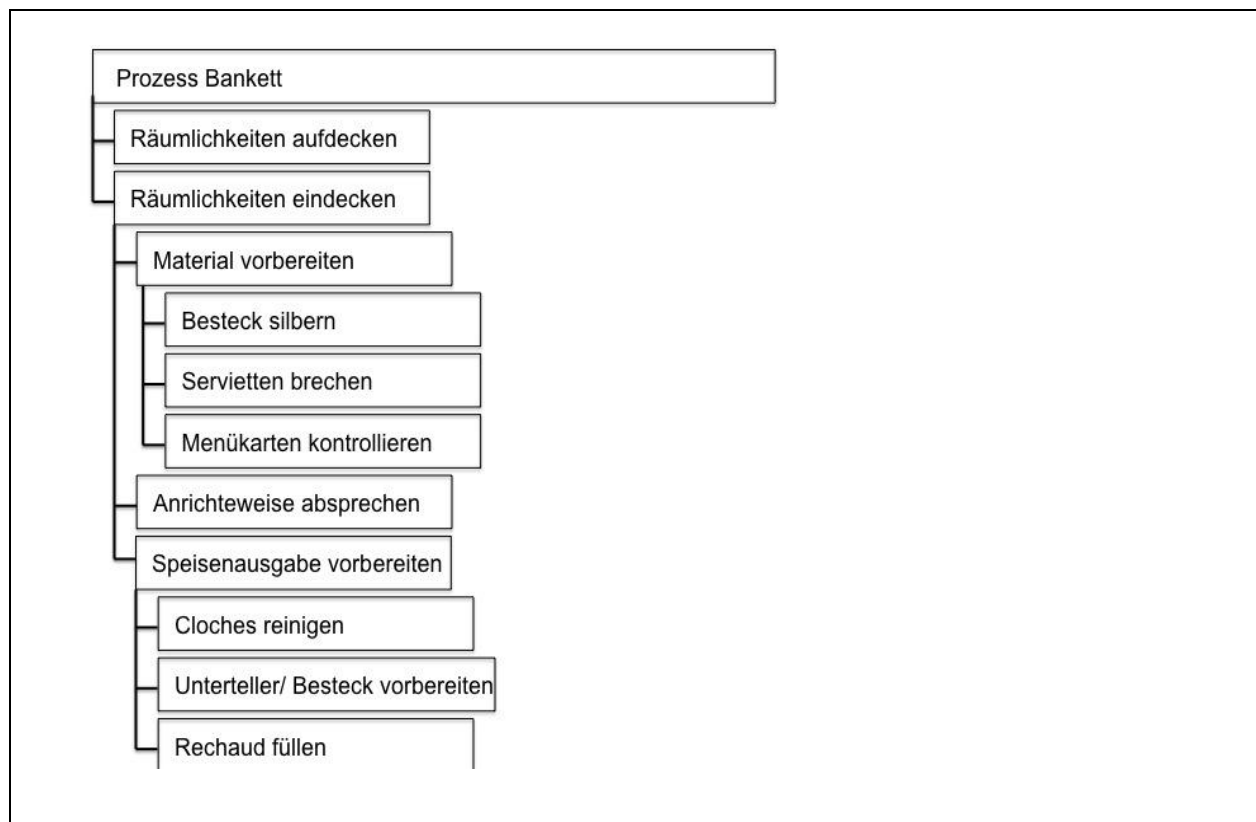 Prozess Bankett
Räumlichkeiten aufdecken
Räumlichkeiten eindecken
Material vorbereiten
Besteck silbern
Servietten brechen
Menükarten kontrollieren
Anrichteweise absprechen
Speisenausgabe vorbereiten
Cloches reinigen
Unterteller/ Besteck vorbereiten
Rechaud füllen